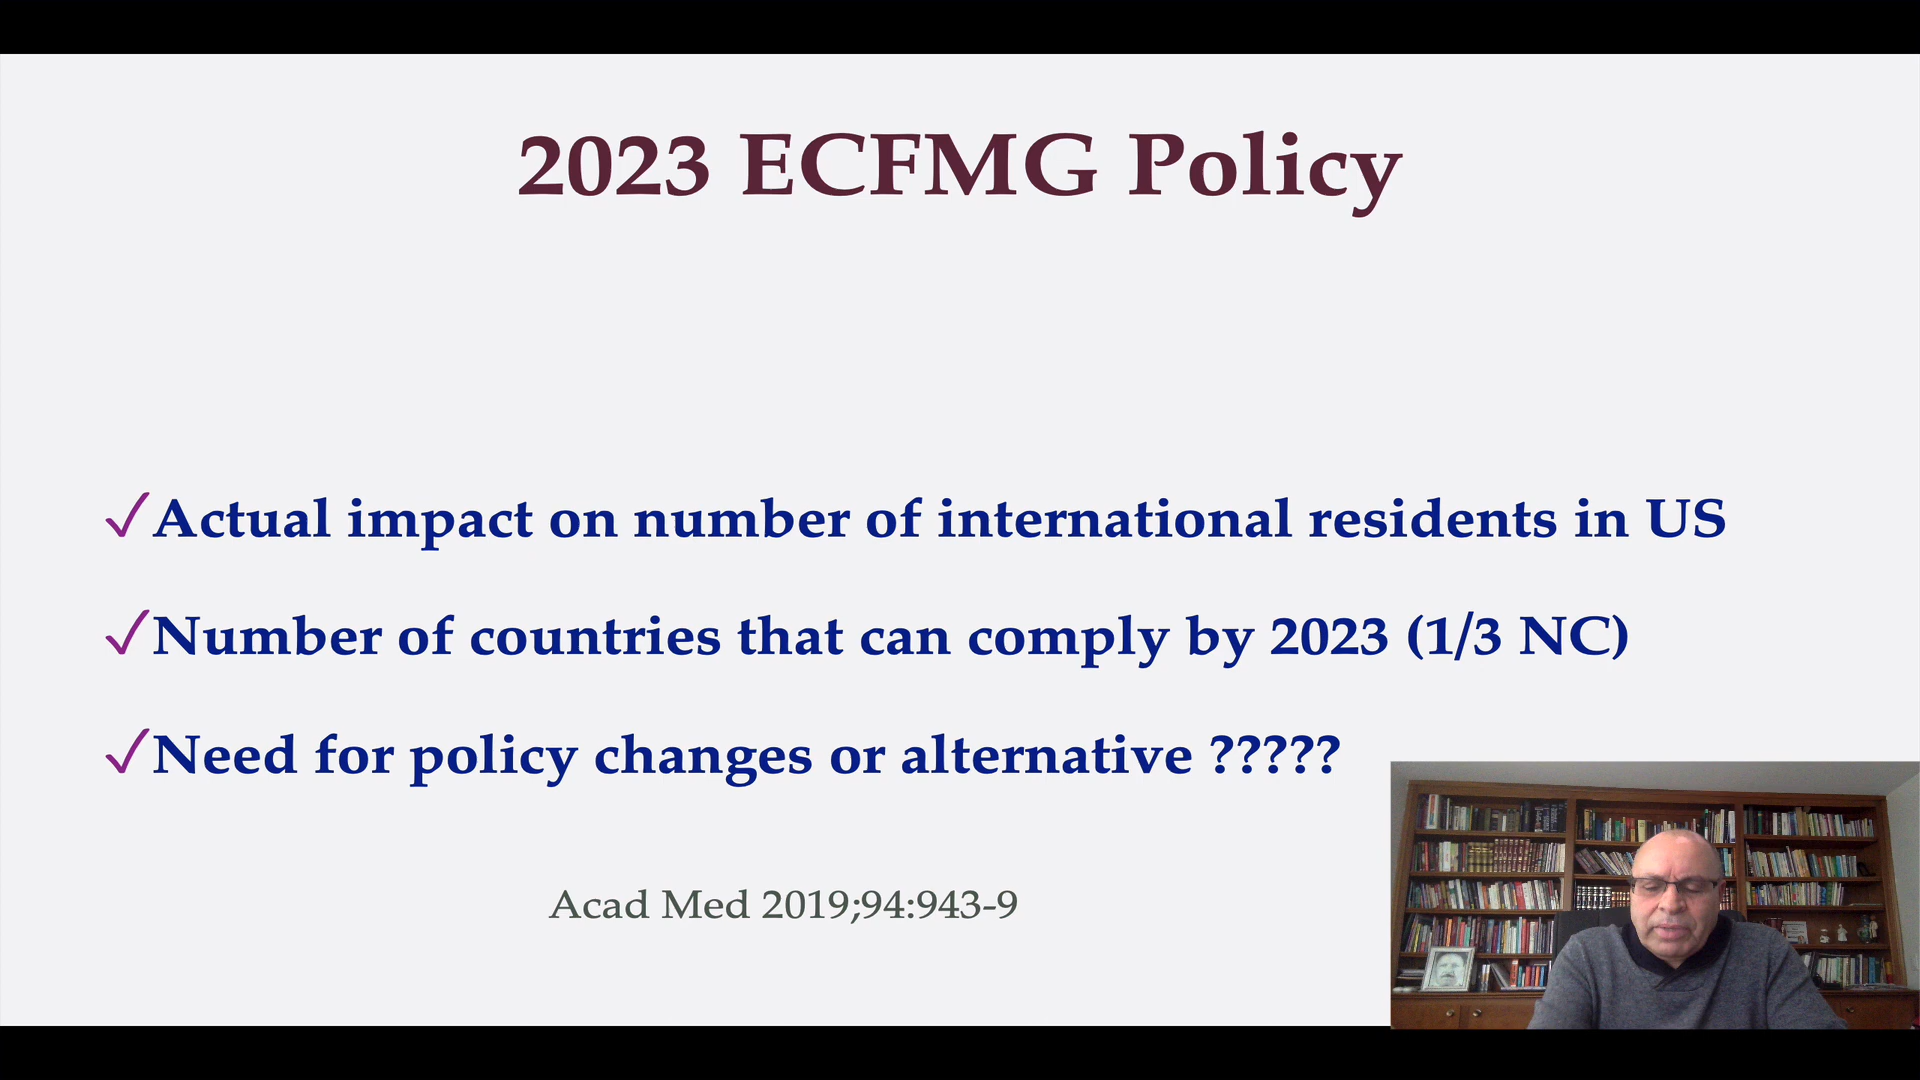 2023 ECFMG Policy
✓Actual impact on number of international residents in US
✓Number of countries that can comply by 2023 (1/3 NC)
✓Need for policy changes or alternative ?????
Acad Med 2019;94:943-9